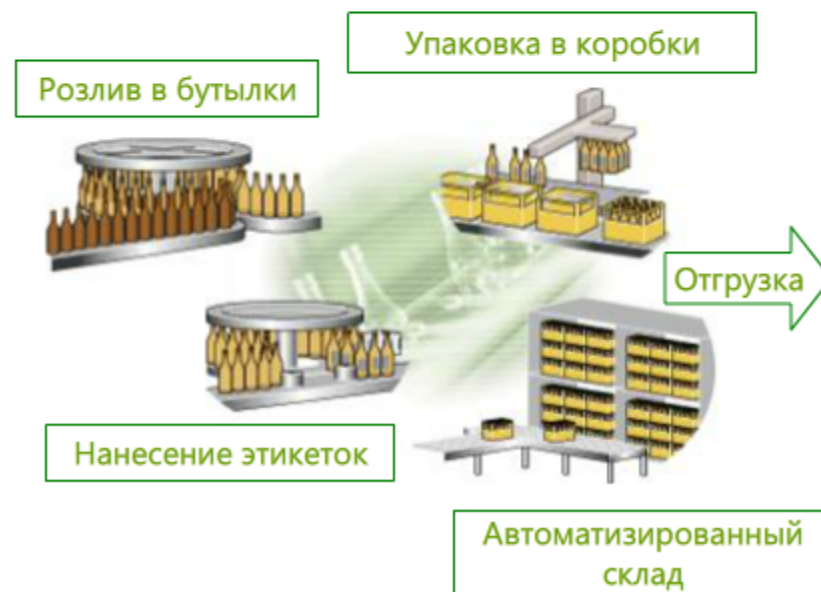 Упаковка в коробки
Розлив в бутылки
Отгрузка
Нанесение этикеток
Автоматизированный
склад